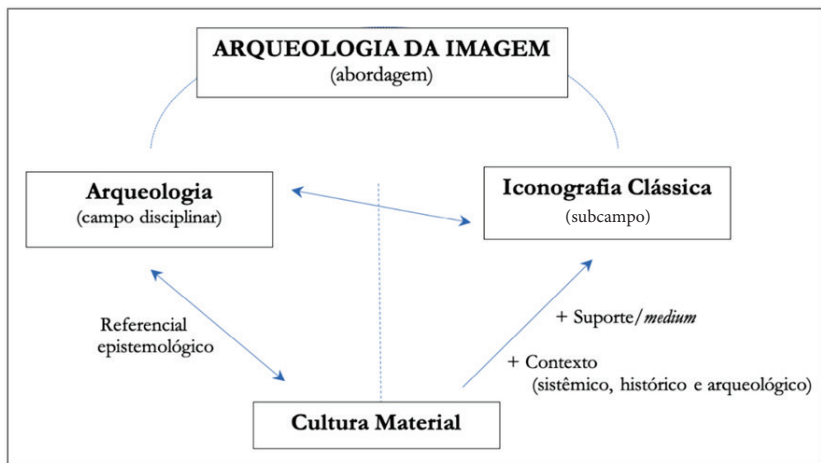 ARQUEOLOGIA DA IMAGEM
(abordagem)
Arqueologia
(campo disciplinar)
Iconografia Clássica
(subcampo)
Referencial
epistemológico
+ Suporte/medium
+ Contexto
(sistêmico, histórico e arqueológico)
Cultura Material